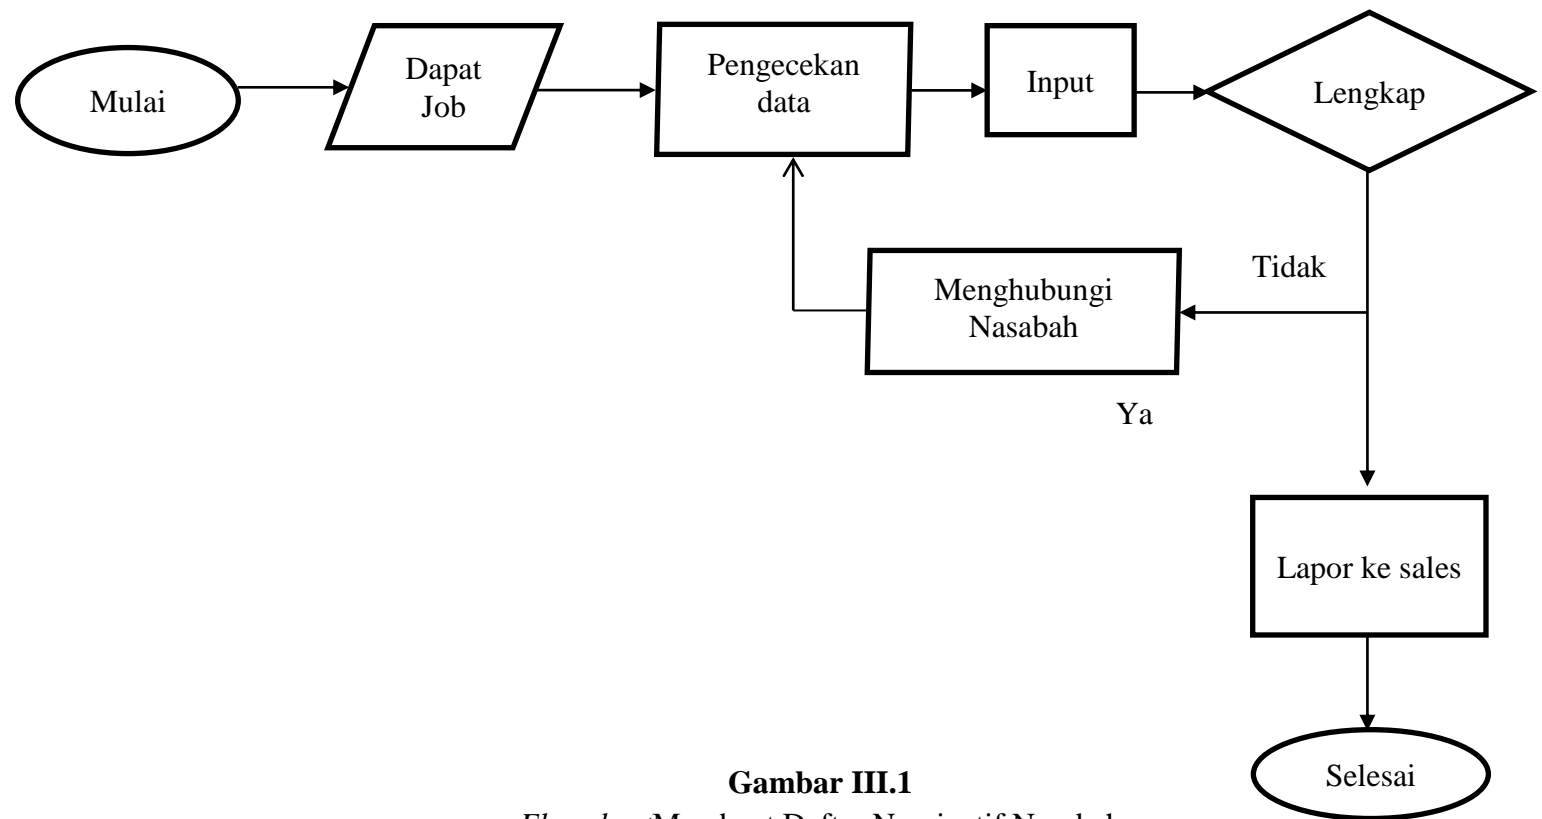 Mulai
Dapat
Job
Pengecekan
data
Input
Lengkap
Tidak
Menghubungi
Nasabah
Ya
Lapor ke sales
Selesai
Gambar III.1